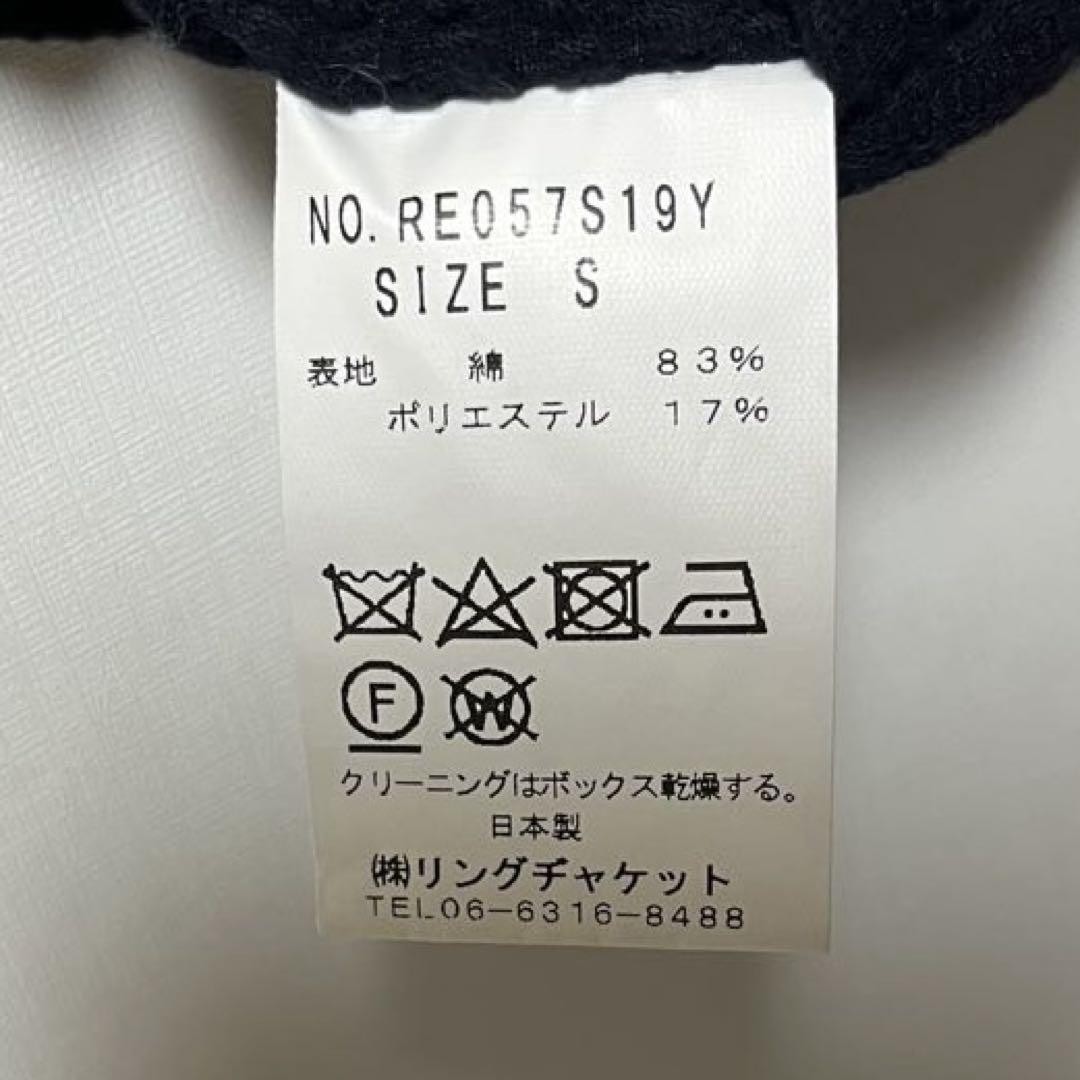 NO. RE057S19Y
SIZE S
表地 綿 83%
ポリエステル 17%
F W
クリーニングはボックス乾燥する。
日本製
㈱リングヂャケット
TEL06-6316-8488